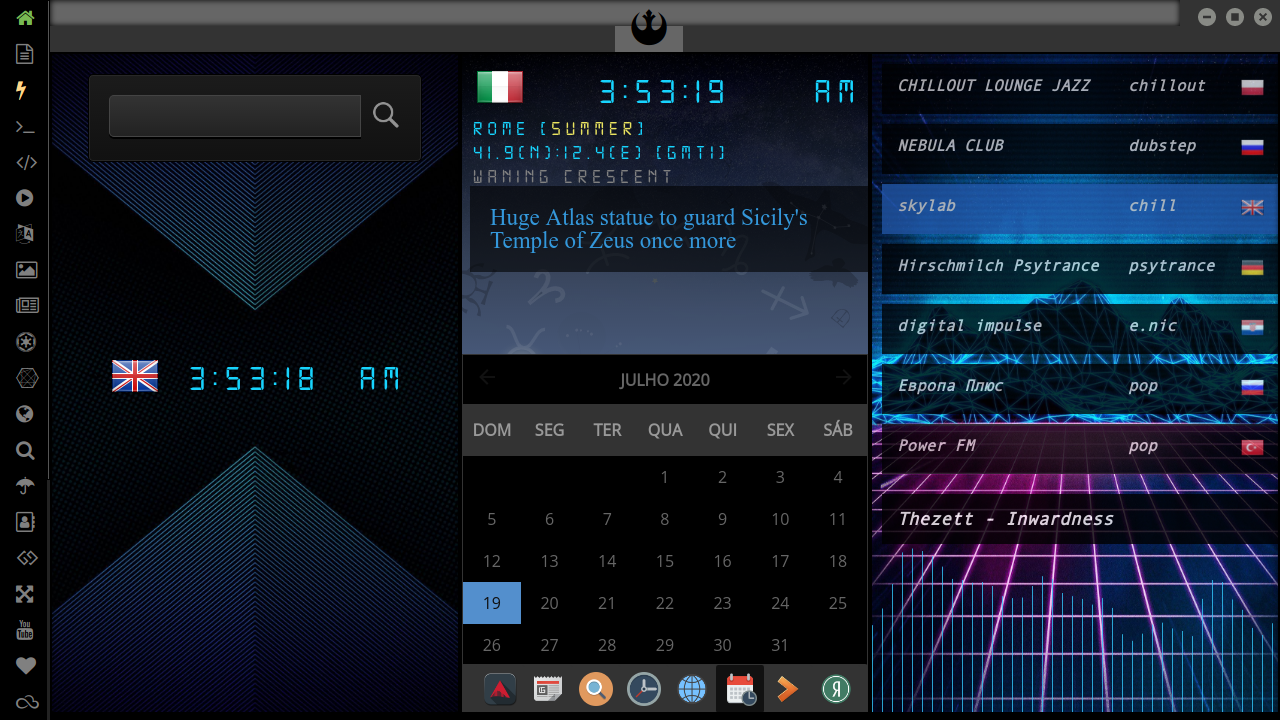 3:53:18 AM
3:53:19 AM
ROME (SUMMER)
41.9(N):12.4(E) (GMT1)
WANING CRESCENT
Huge Atlas statue to guard Sicily's
Temple of Zeus once more
JULHO 2020
DOM SEG TER QUA QUI SEX SÁB
1 2 3 4
5 6 7 8 9 10 11
12 13 14 15 16 17 18
19 20 21 22 23 24 25
26 27 28 29 30 31
CHILLOUT LOUNGE JAZZ chillout
NEBULA CLUB dubstep
skylab chill
Hirschmilch Psytrance psytrance
digital impulse e.nic
Европа Плюс pop
Power FM pop
Thezett - Inwardness
You
Tube
Я